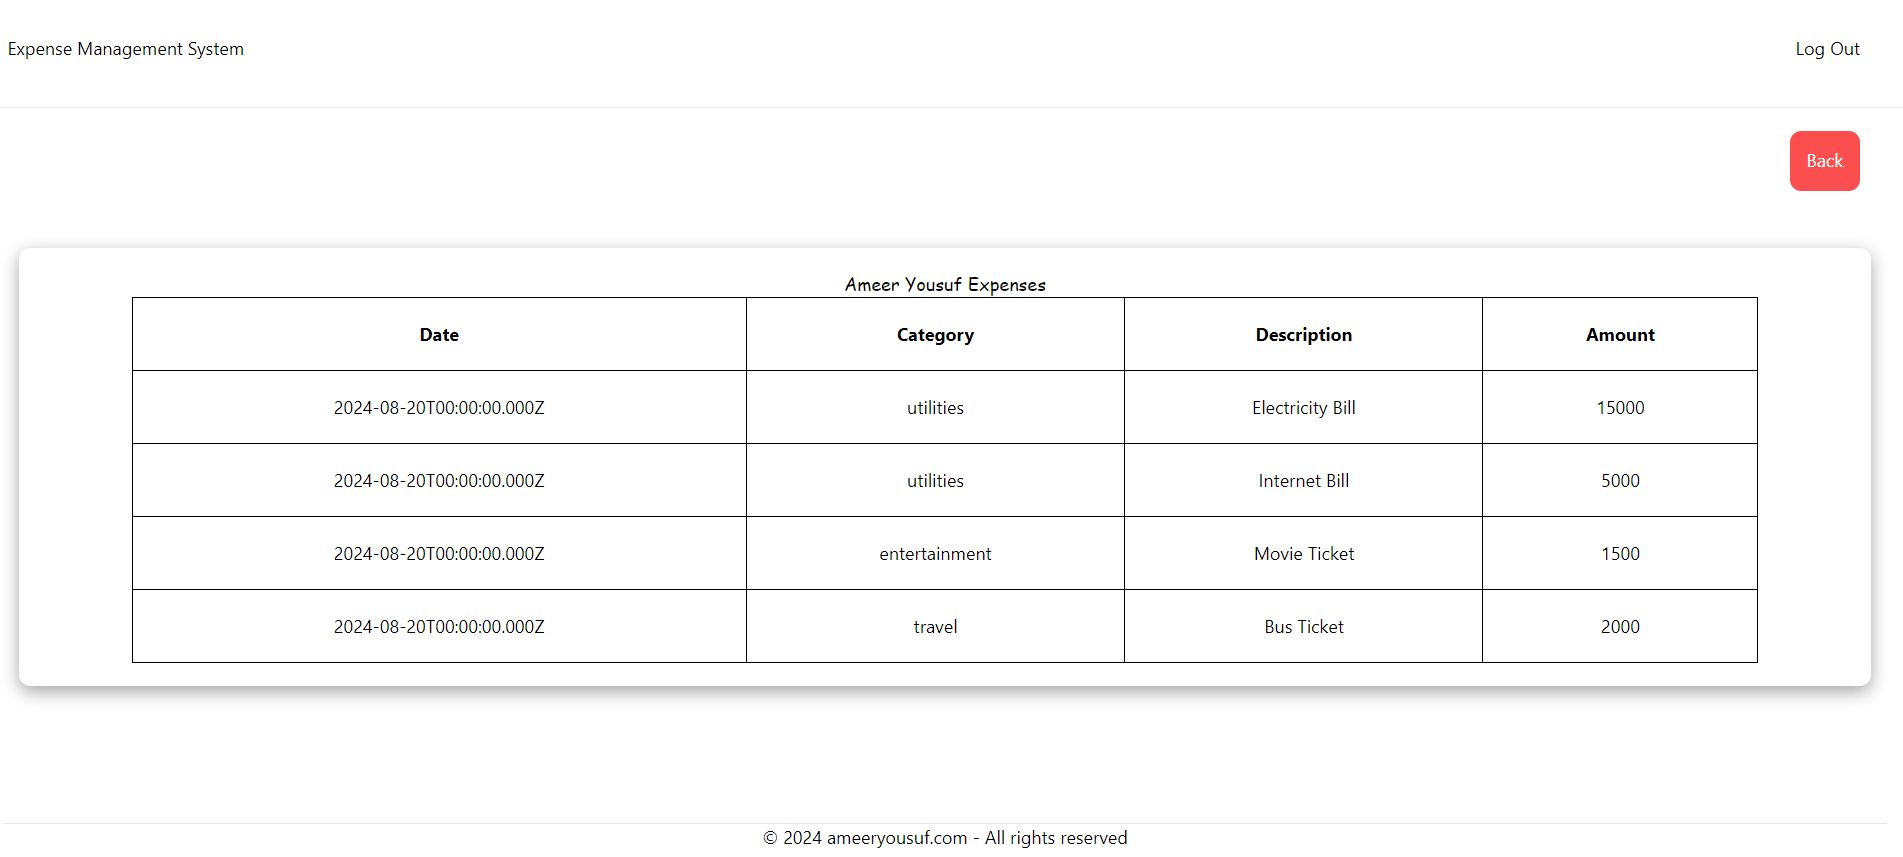 Expense Management System Log Out
Back
Ameer Yousuf Expenses
Date Category Description Amount
2024-08-20T00:00:00.000Z utilities Electricity Bill 15000
2024-08-20T00:00:00.000Z utilities Internet Bill 5000
2024-08-20T00:00:00.000Z entertainment Movie Ticket 1500
2024-08-20T00:00:00.000Z travel Bus Ticket 2000
© 2024 ameeryousuf.com - All rights reserved